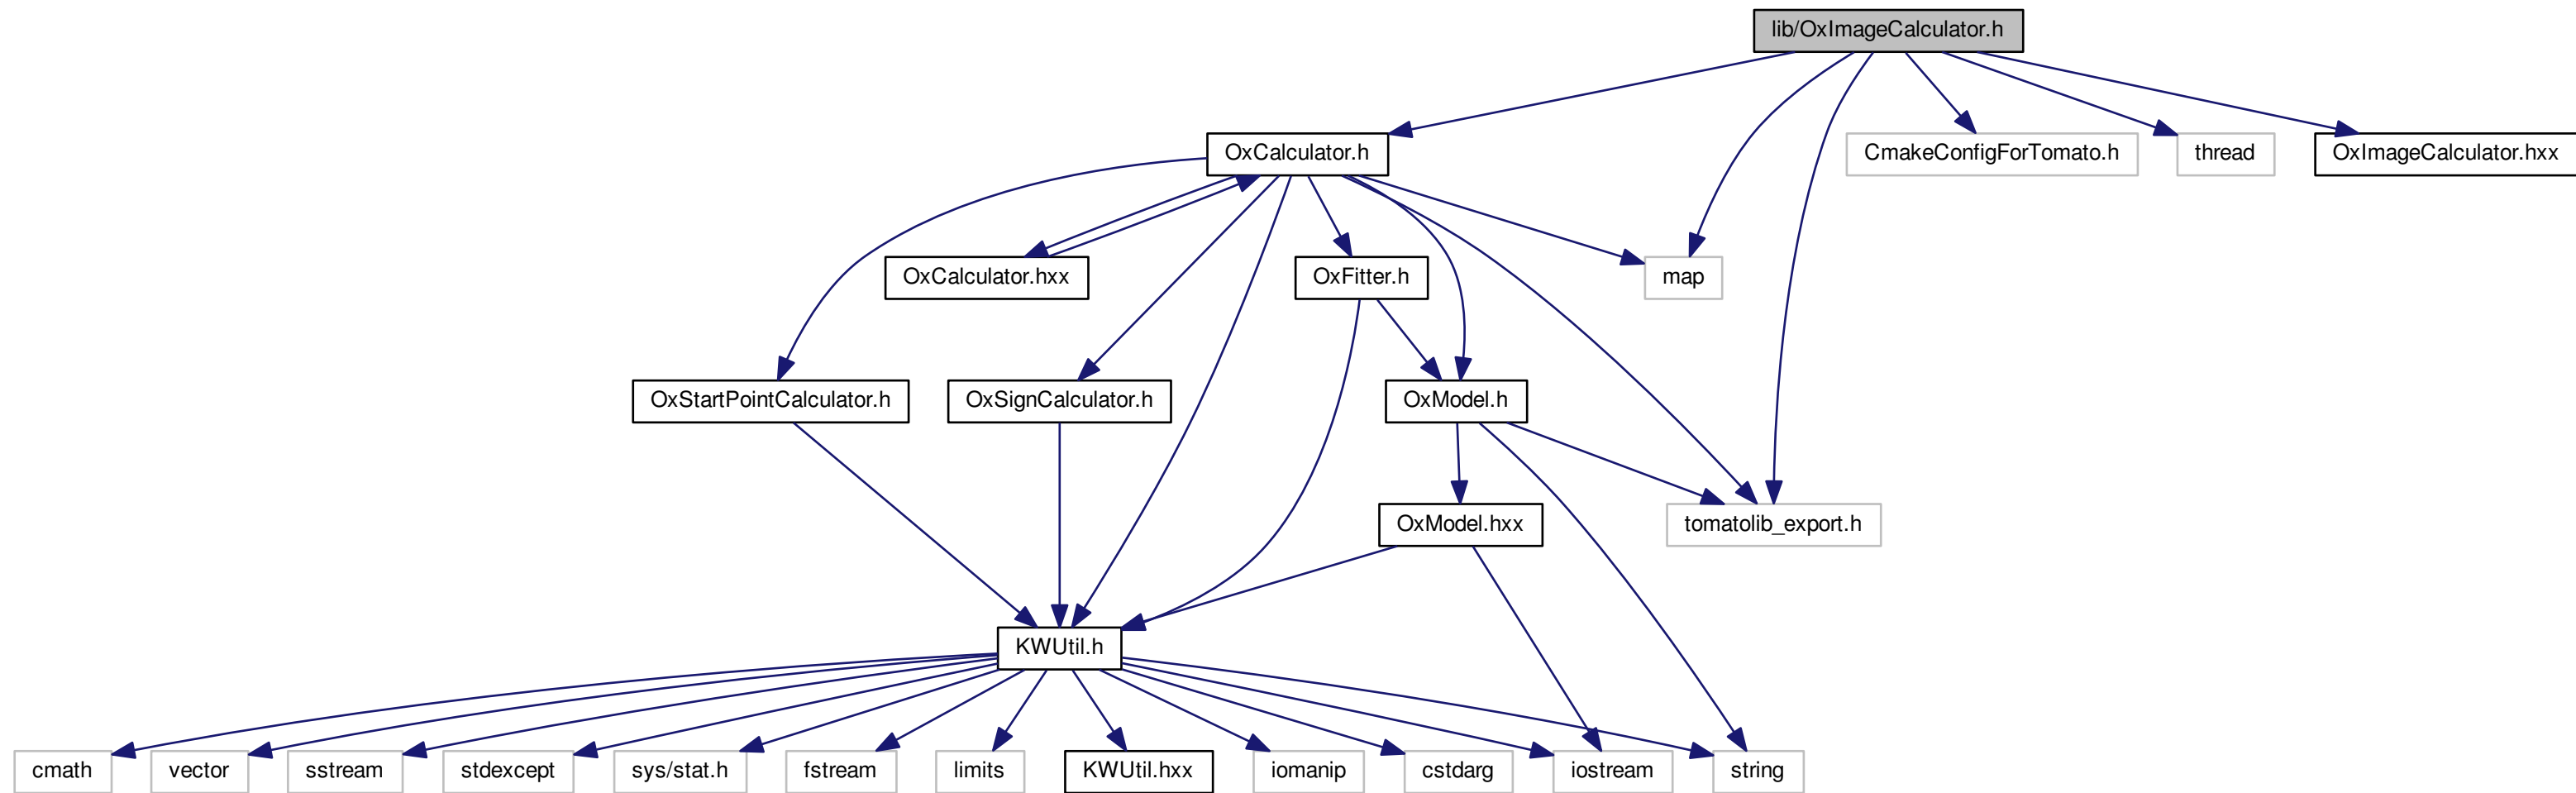 lib/OxImageCalculator.h
OxCalculator.h
CmakeConfigForTomato.h
thread
OxImageCalculator.hxx
OxCalculator.hxx
OxFitter.h
map
OxStartPointCalculator.h
OxSignCalculator.h
OxModel.h
OxModel.hxx
tomatolib_export.h
KWUtil.h
cmath
vector
sstream
stdexcept
sys/stat.h
fstream
limits
KWUtil.hxx
iomanip
cstdarg
iostream
string